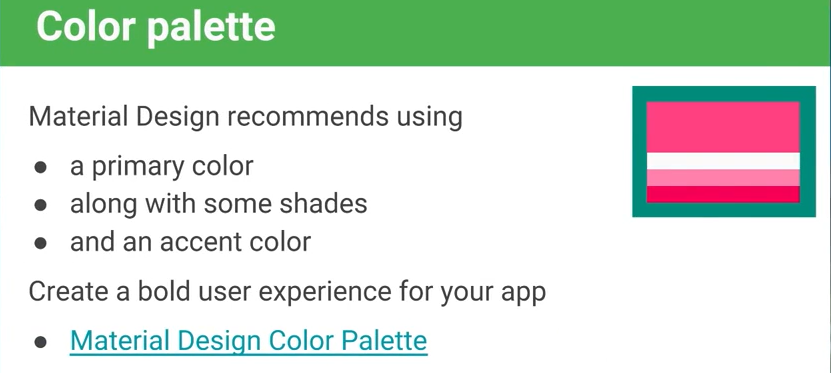 Color palette
Material Design recommends using
● a primary color
● along with some shades
● and an accent color
Create a bold user experience for your app
● Material Design Color Palette